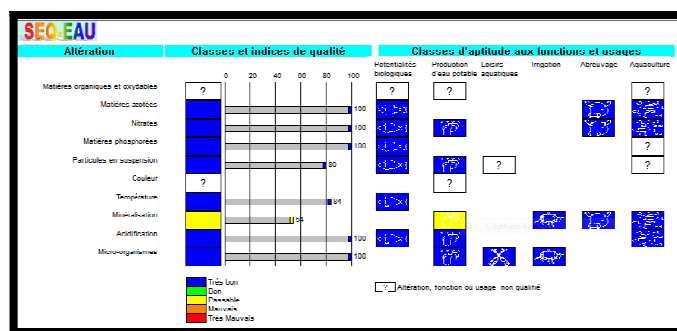 SEQ-EAU
Altération Classes et indices de qualité Classes d'aptitude aux fonctions et usages
Potentialités biologiques Production d'eau potable Loisirs aquatiques Irrigation Abreuvage Aquaculture
0 20 40 60 80 100
Matières organiques et oxydables ? ? ? ?
Matières azotées 100
Nitrates 100
Matières phosphorées 100 ?
Particules en suspension 80 ? ?
Couleur ? ?
Température 84
Minéralisation 54
Acidification 100
Micro-organismes 100
Très bon
Bon
Passable
Mauvais
Très Mauvais
? Altération, fonction ou usage non qualifié